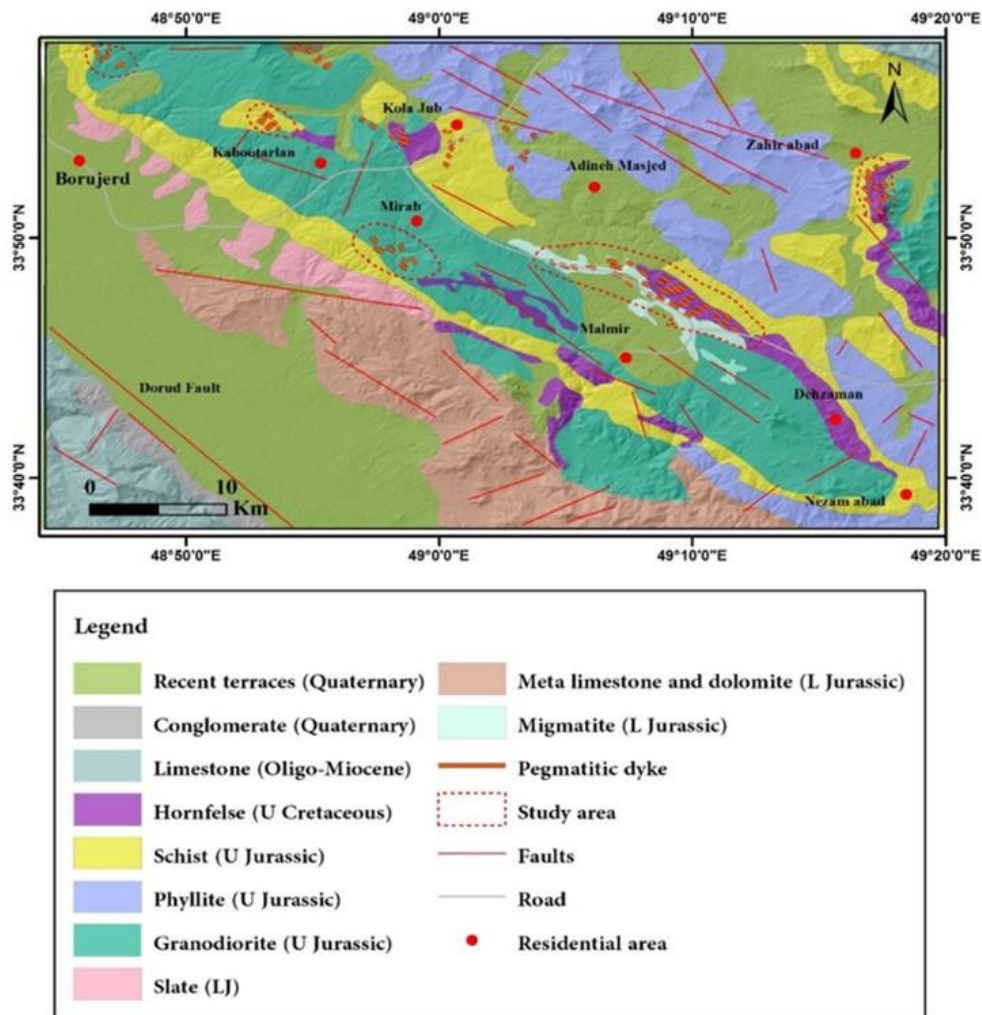 48°50'0"E 49°0'0"E 49°10'0"E 49°20'0"E
N
Kola Jub
Zahir abad
Kabootarlan
Adineh Masjed
Borujerd
Mirab
33°50'0"N 33°50'0"N
Malmir
Dorud Fault
Dehzaman
33°40'0"N 33°40'0"N
0 10
Km
Nezam abad
48°50'0"E 49°0'0"E 49°10'0"E 49°20'0"E
Legend
Recent terraces (Quaternary)
Conglomerate (Quaternary)
Limestone (Oligo-Miocene)
Hornfelse (U Cretaceous)
Schist (U Jurassic)
Phyllite (U Jurassic)
Granodiorite (U Jurassic)
Slate (LJ)
Meta limestone and dolomite (L Jurassic)
Migmatite (L Jurassic)
Pegmatitic dyke
Study area
Faults
Road
Residential area